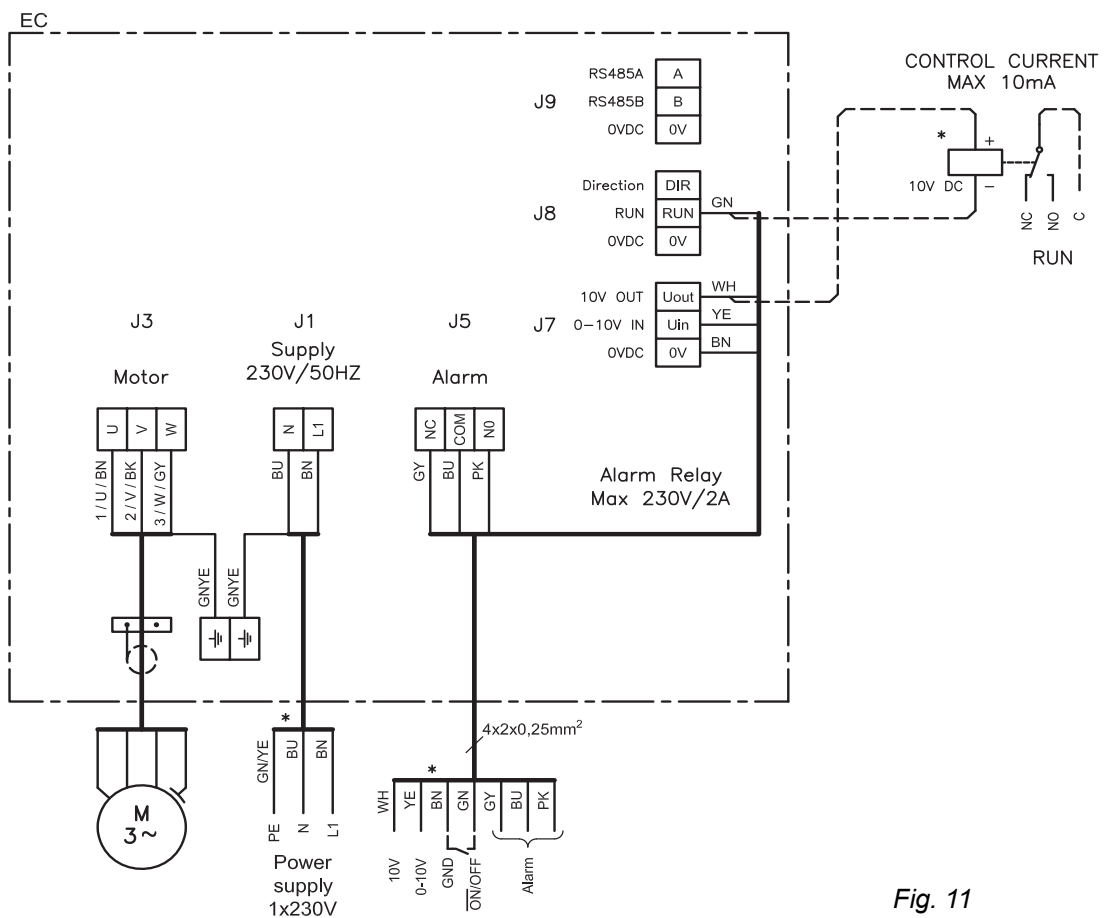 EC
CONTROL CURRENT
MAX 10mA
J9
RS485A A
RS485B B
0VDC 0V
*
+
10V DC
−
NC
NO
C
RUN
J8
Direction DIR
RUN RUN GN
0VDC 0V
J7
10V OUT Uout WH
0−10V IN Uin YE
0VDC 0V BN
J3
Motor
U V W
1/U/BN
2/V/BK
3/W/GY
J1
Supply
230V/50HZ
N L1
BU
BN
J5
Alarm
NC COM N0
GY
BU
PK
Alarm Relay
Max 230V/2A
GNYE
GNYE
M
3~
*
GN/YE
BU
BN
PE
N
L1
Power
supply
1x230V
4x2x0,25mm²
*
WH
YE
BN
GN
GY
BU
PK
10V
0-10V
GND
ON/OFF
Alarm
Fig. 11